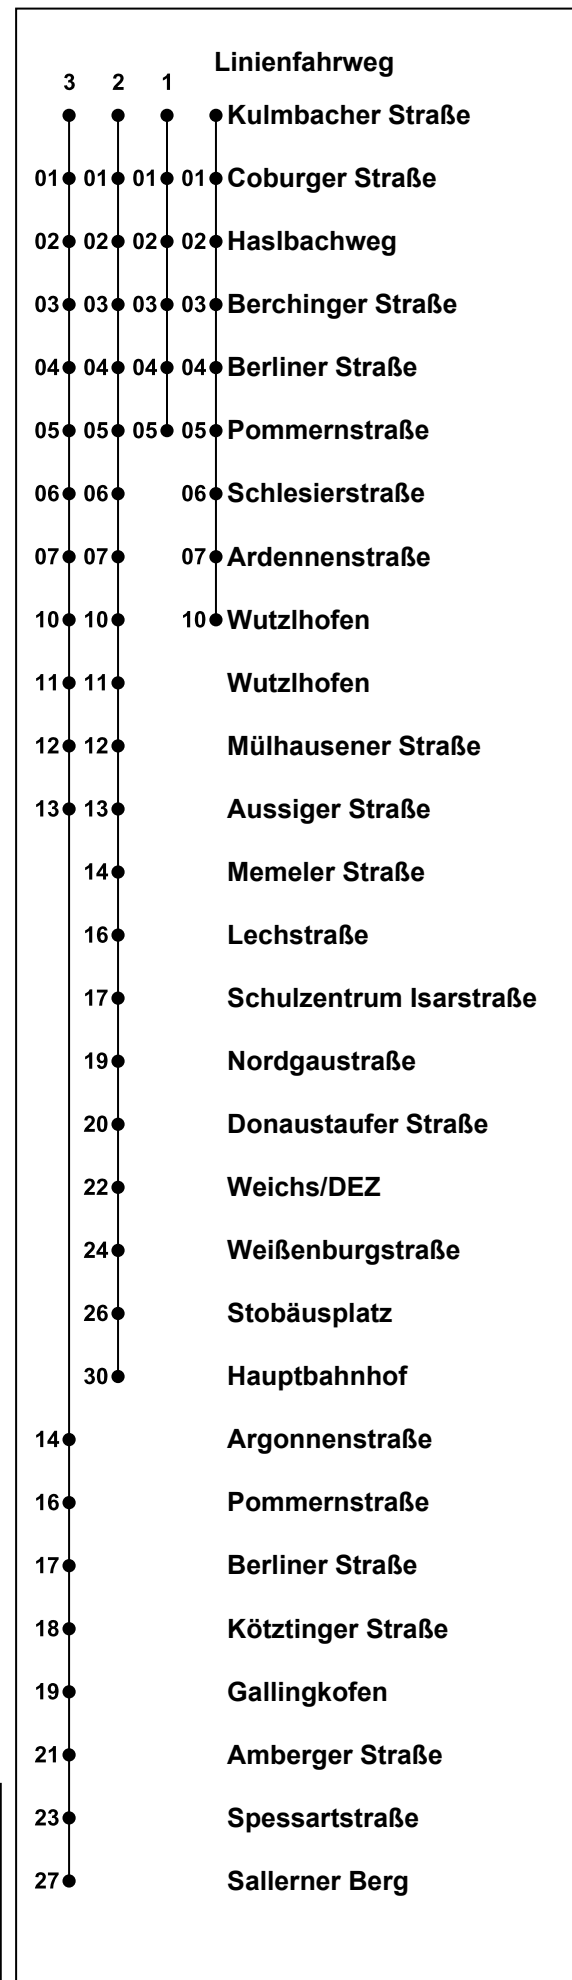 Linienfahrweg
3 2 1
Kulmbacher Straße
01 01 01 01 Coburger Straße
02 02 02 02 Haslbachweg
03 03 03 03 Berchinger Straße
04 04 04 04 Berliner Straße
05 05 05 05 Pommernstraße
06 06 06 Schlesierstraße
07 07 07 Ardennenstraße
10 10 10 Wutzlhofen
11 11 Wutzlhofen
12 12 Mülhausener Straße
13 13 Aussiger Straße
14 Memeler Straße
16 Lechstraße
17 Schulzentrum Isarstraße
19 Nordgaustraße
20 Donaustaufer Straße
22 Weichs/DEZ
24 Weißenburgstraße
26 Stobäusplatz
30 Hauptbahnhof
14 Argonnenstraße
16 Pommernstraße
17 Berliner Straße
18 Kötztinger Straße
19 Gallingkofen
21 Amberger Straße
23 Spessartstraße
27 Sallerner Berg